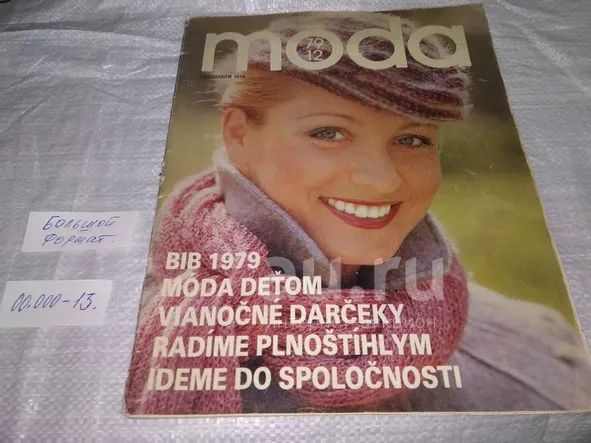 moda
79
12
DECEMBER 1979
BIB 1979
MÓDA DEŤOM
VIANOČNÉ DARČEKY
RADÍME PLNOŠTÍHLYM
IDEME DO SPOLOČNOSTI
БОЛЬШОЙ
ФОРМАТ.
00.000-13.